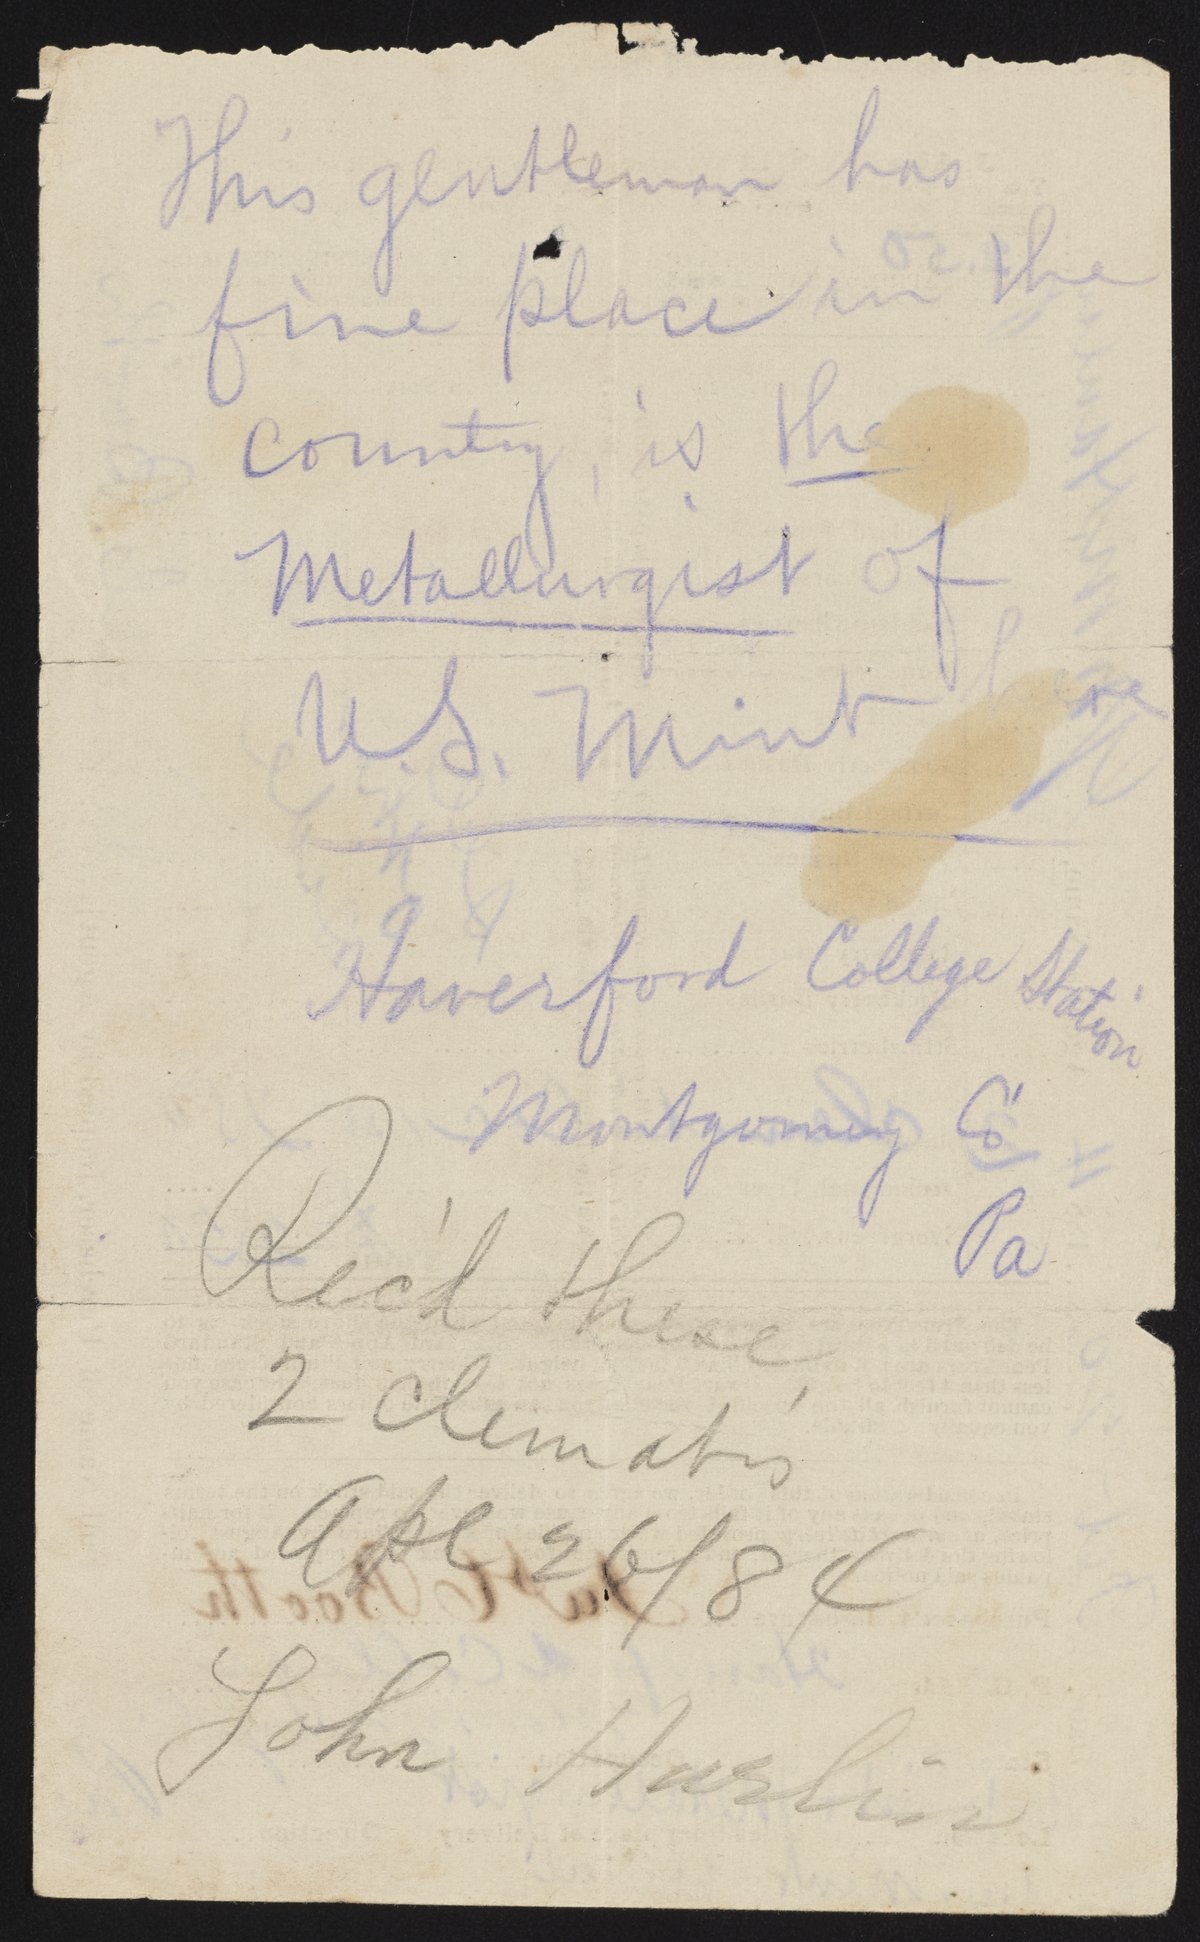 This gentleman has
fine place in the
country, is the
Metallurgist of
U.S. Mint here
Haverford College Station
Montgomery Co
Pa
Rec'd these
2 Clematis
Apl 26/84
John Harlin